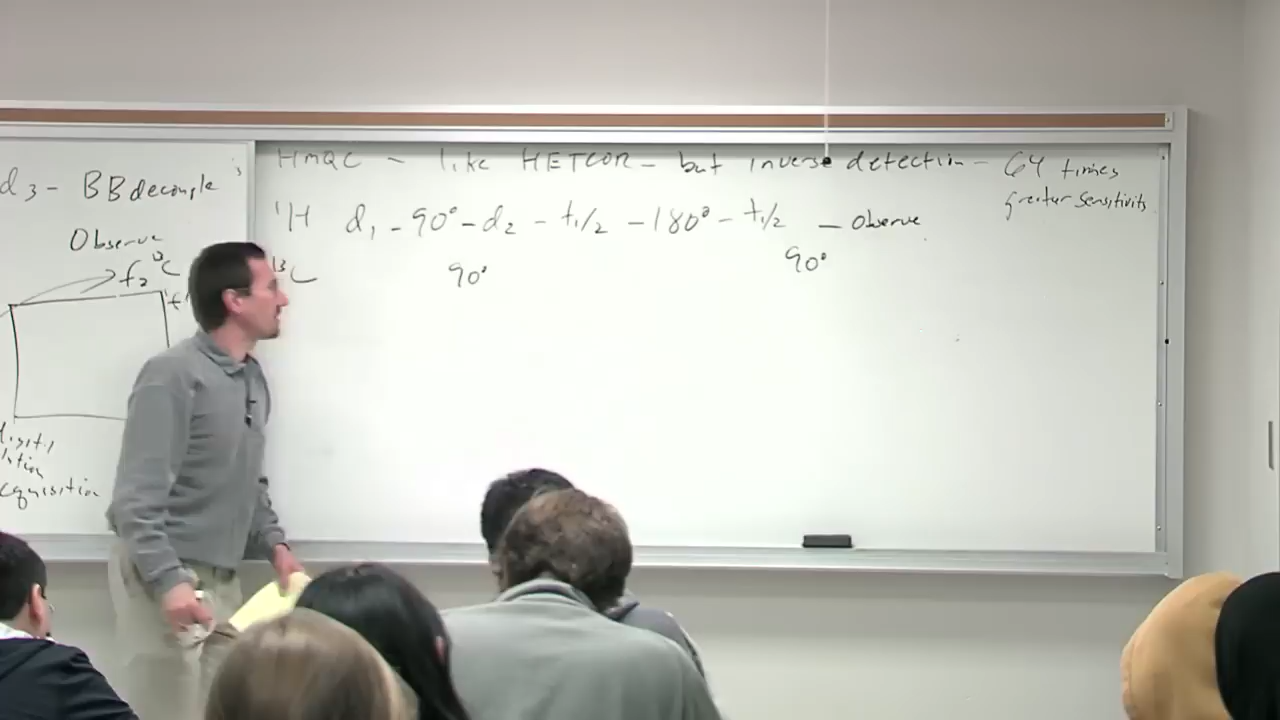 d3 - BB decouple
Observe
f2 13C
digital
acquisition
HMQC - like HETCOR - but inverse detection - 64 times
greater sensitivity
1H d1 - 90° - d2 - t1/2 - 180° - t1/2 - Observe
13C 90° 90°